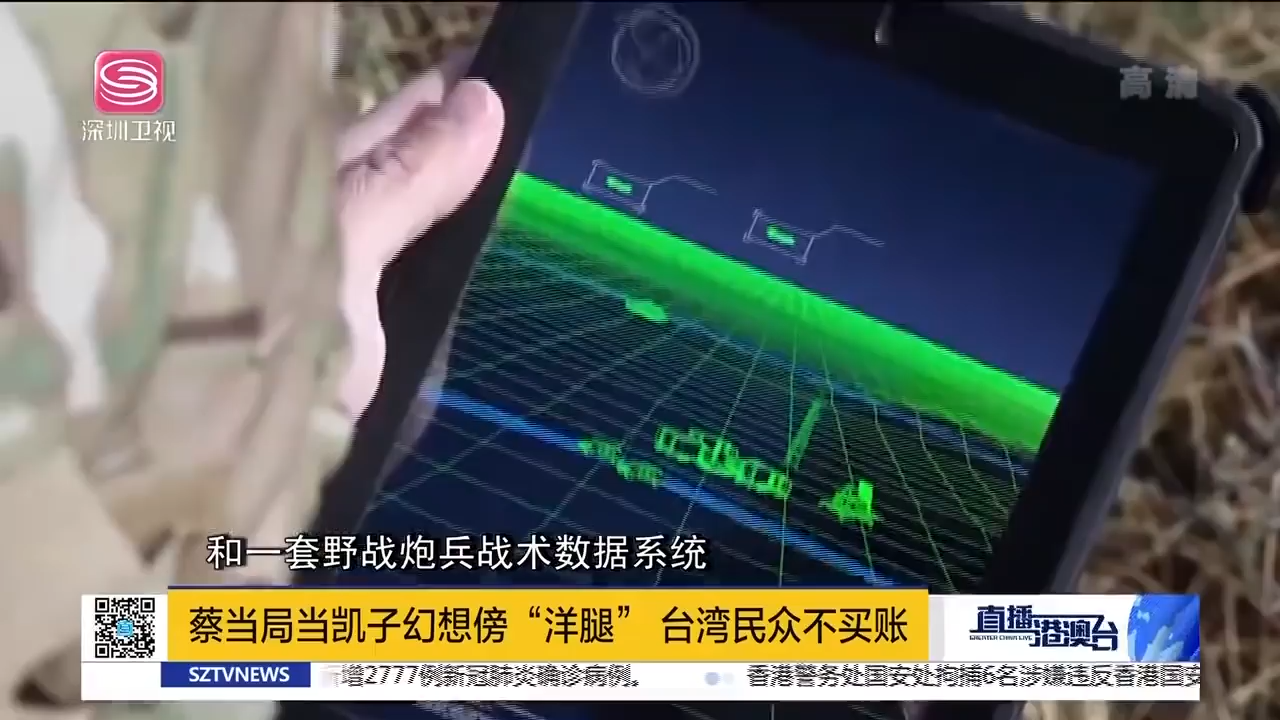 深圳卫视
高清
和一套野战炮兵战术数据系统
蔡当局当凯子幻想傍“洋腿” 台湾民众不买账
直播港澳台
GREATER CHINA LIVE
SZTVNEWS
增2777例新冠肺炎确诊病例。
香港警务处国安处拘捕6名涉嫌违反香港国安